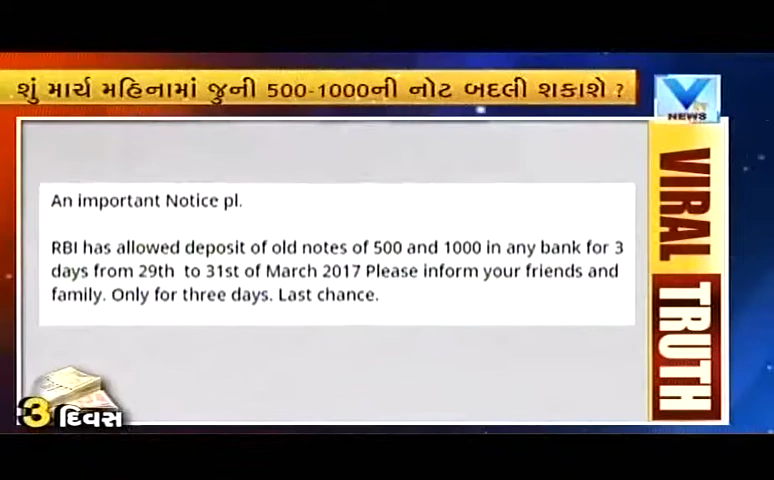 શું માર્ચ મહિનામાં જુની 500-1000ની નોટ બદલી શકાશે ?
V
TV
NEWS
An important Notice pl.
RBI has allowed deposit of old notes of 500 and 1000 in any bank for 3
days from 29th to 31st of March 2017 Please inform your friends and
family. Only for three days. Last chance.
VIRAL
TRUTH
3 દિવસ